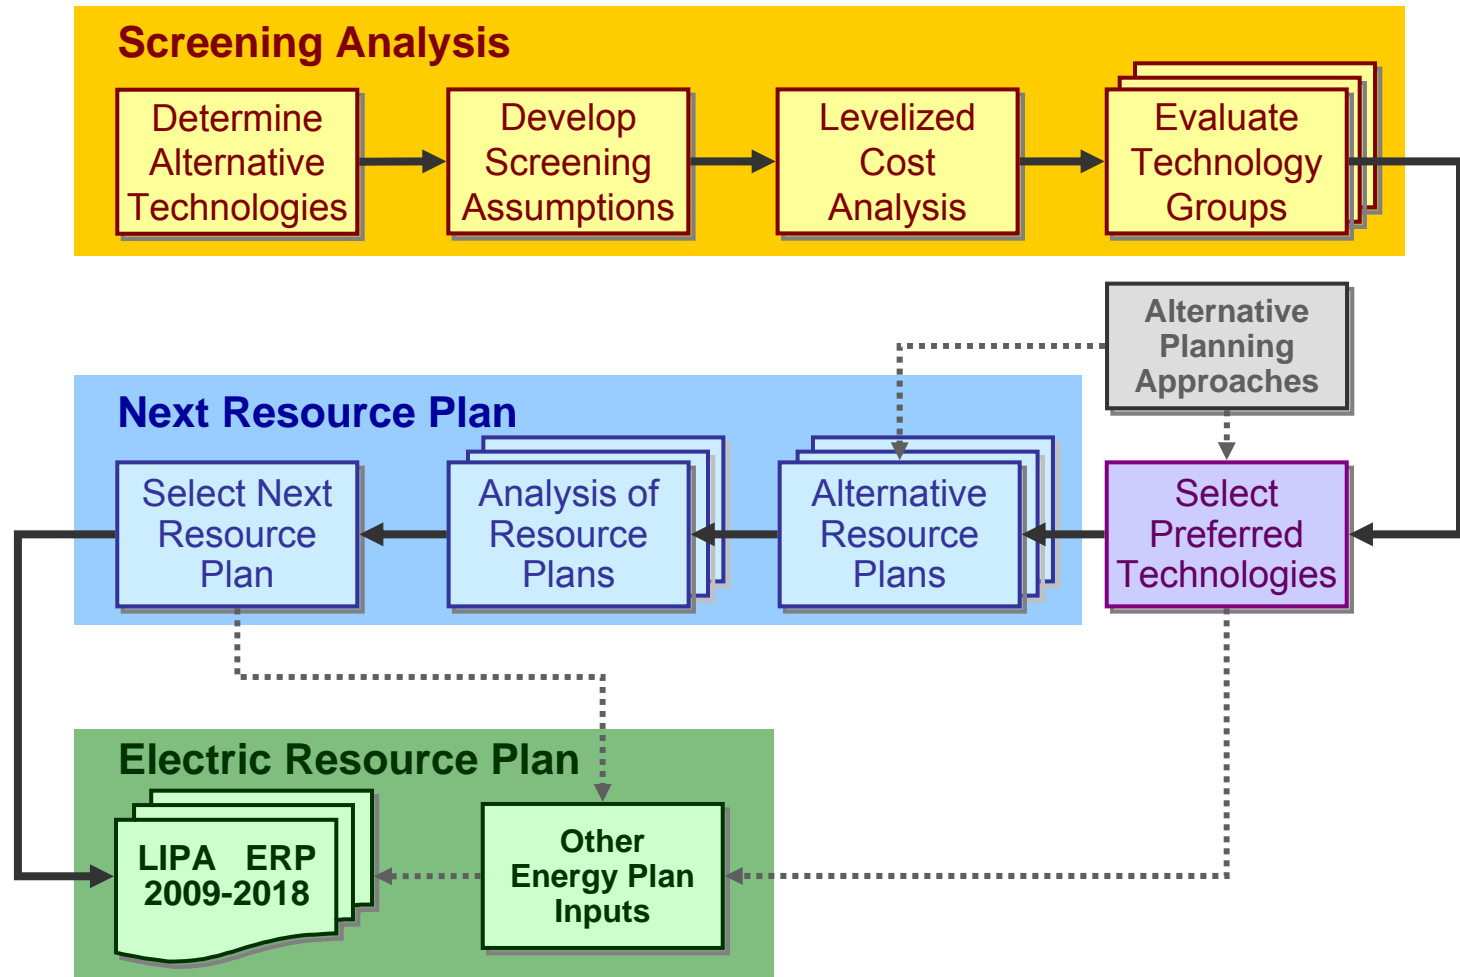 Screening Analysis
Determine
Alternative
Technologies
Develop
Screening
Assumptions
Levelized
Cost
Analysis
Evaluate
Technology
Groups
Alternative
Planning
Approaches
Next Resource Plan
Select Next
Resource
Plan
Analysis of
Resource
Plans
Alternative
Resource
Plans
Select
Preferred
Technologies
Electric Resource Plan
LIPA ERP
2009-2018
Other
Energy Plan
Inputs